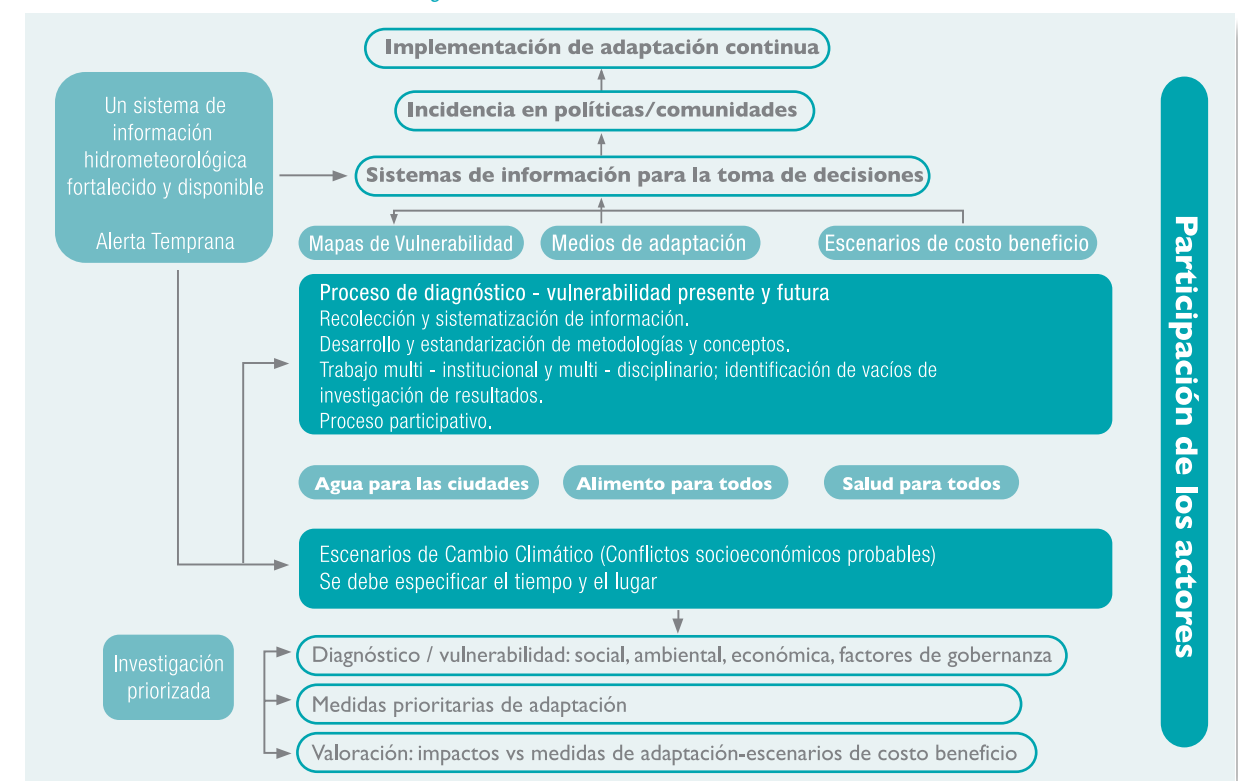 Implementación de adaptación continua
Incidencia en políticas/comunidades
Sistemas de información para la toma de decisiones
Un sistema de
información
hidrometeorológica
fortalecido y disponible
Alerta Temprana
Mapas de Vulnerabilidad
Medios de adaptación
Escenarios de costo beneficio
Proceso de diagnóstico - vulnerabilidad presente y futura
Recolección y sistematización de información.
Desarrollo y estandarización de metodologías y conceptos.
Trabajo multi - institucional y multi - disciplinario; identificación de vacíos de
investigación de resultados.
Proceso participativo.
Agua para las ciudades
Alimento para todos
Salud para todos
Escenarios de Cambio Climático (Conflictos socioeconómicos probables)
Se debe especificar el tiempo y el lugar
Investigación
priorizada
Diagnóstico / vulnerabilidad: social, ambiental, económica, factores de gobernanza
Medidas prioritarias de adaptación
Valoración: impactos vs medidas de adaptación-escenarios de costo beneficio
Participación de los actores